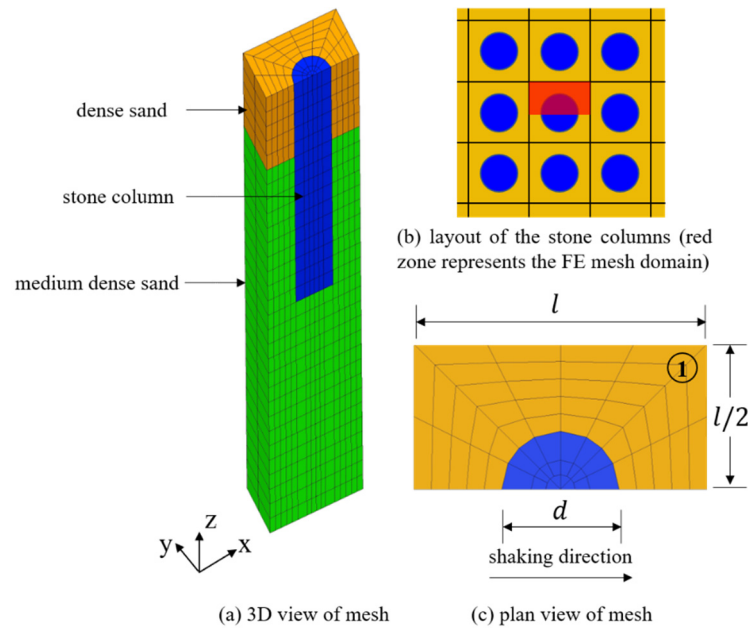 dense sand
stone column
medium dense sand
y
z
x
(a) 3D view of mesh
(b) layout of the stone columns (red
zone represents the FE mesh domain)
l
1
l/2
d
shaking direction
(c) plan view of mesh